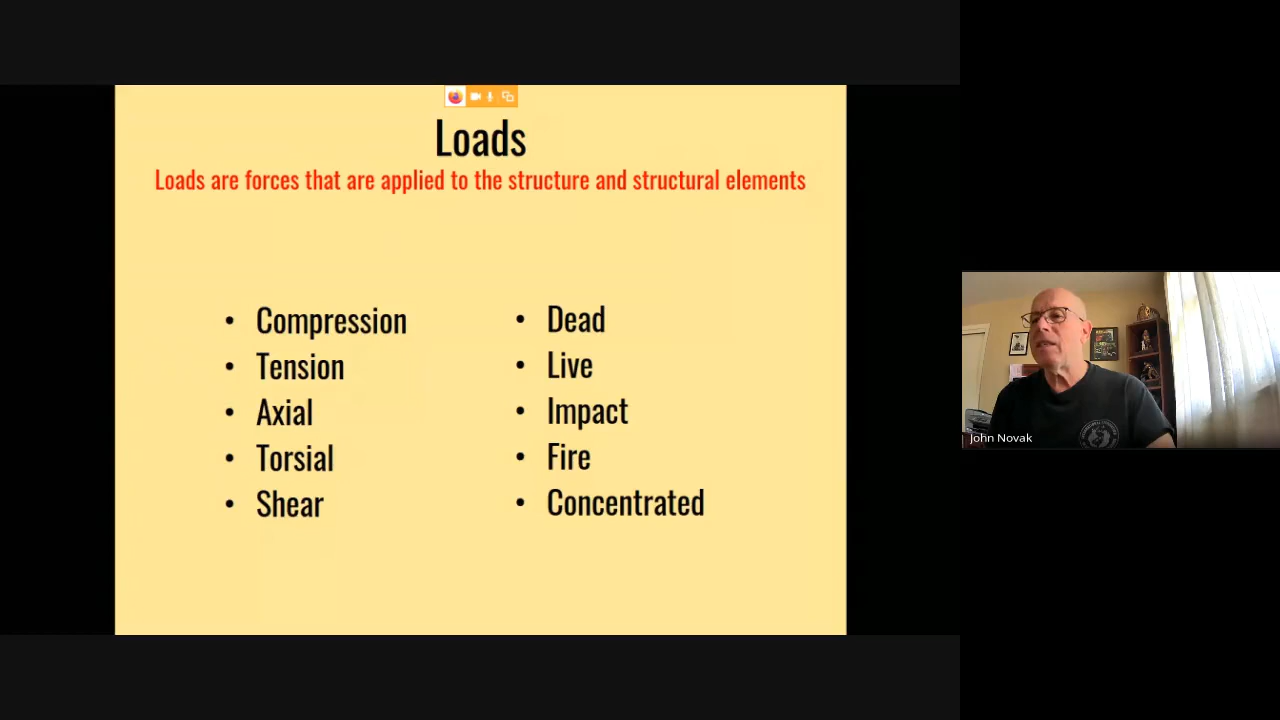 Loads
Loads are forces that are applied to the structure and structural elements
Compression
Tension
Axial
Torsial
Shear
Dead
Live
Impact
Fire
Concentrated
John Novak